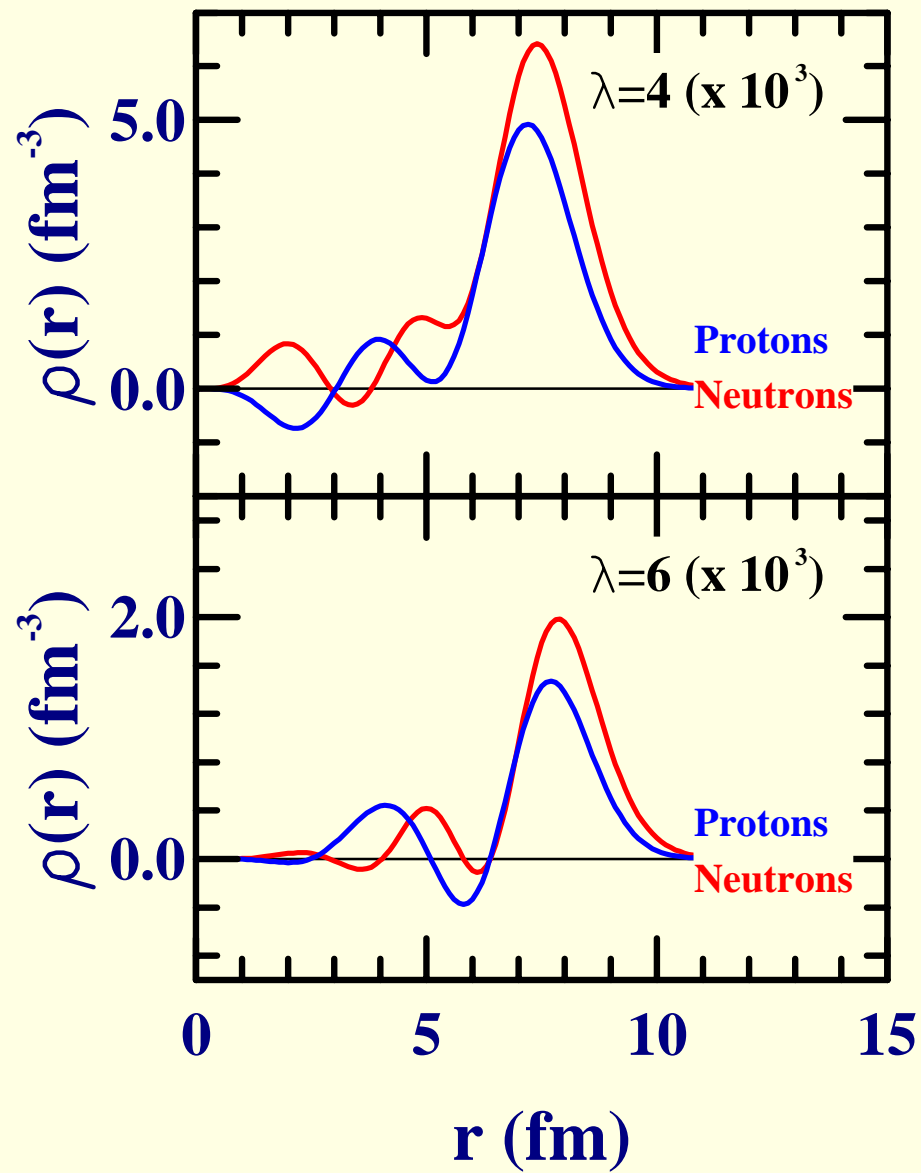 λ=4 (x 10³)
5.0
ρ(r) (fm⁻³)
Protons
0.0
Neutrons
λ=6 (x 10³)
2.0
ρ(r) (fm⁻³)
Protons
0.0
Neutrons
0 5 10 15
r (fm)